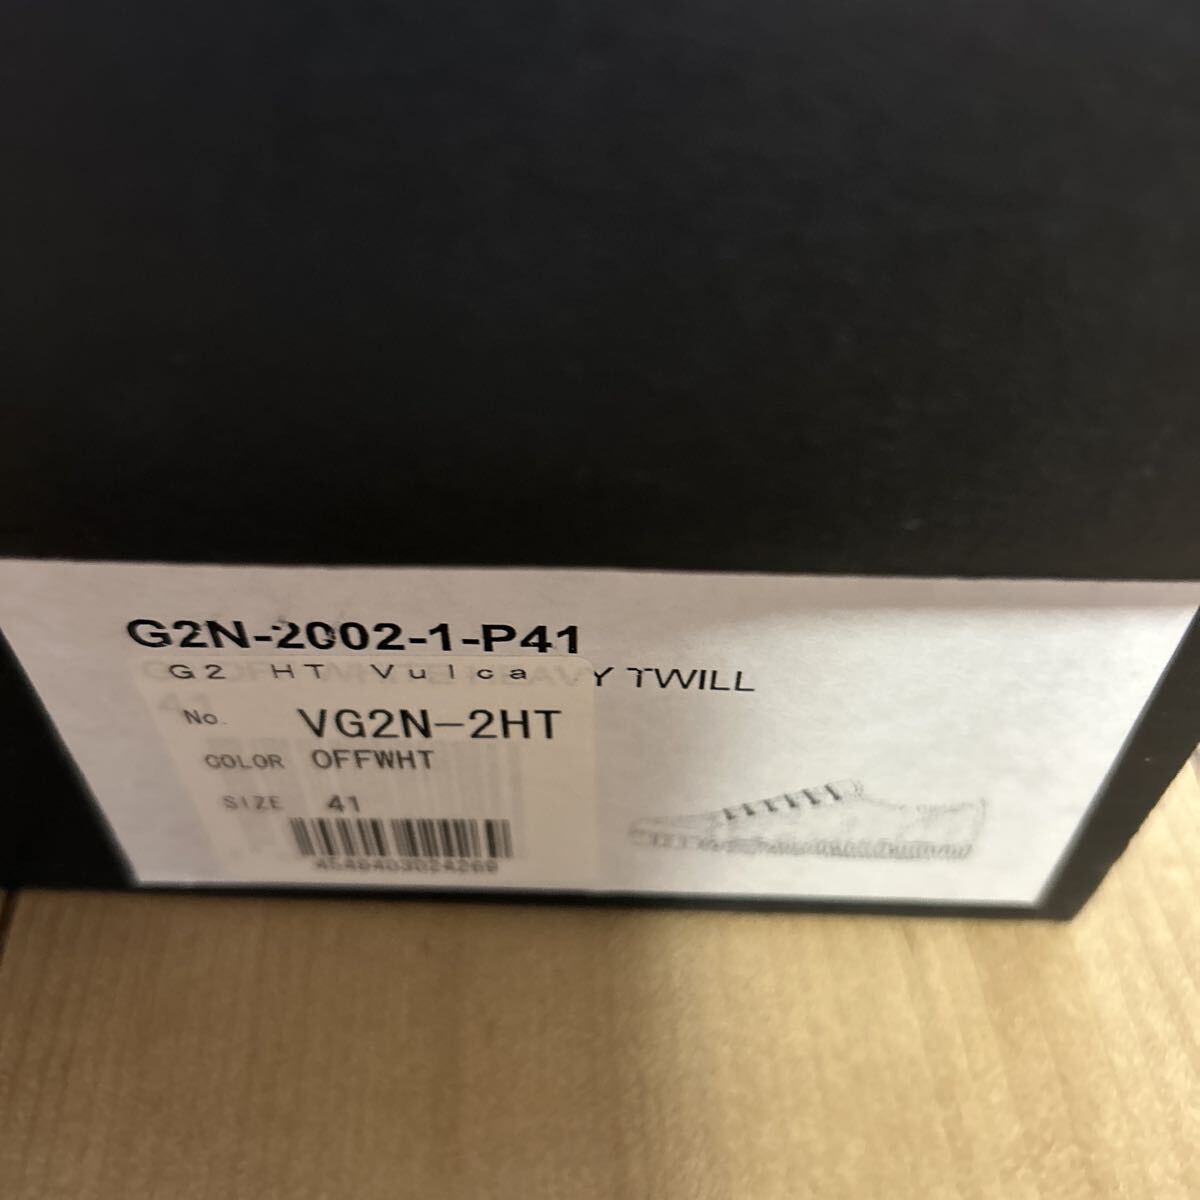 G2N-2002-1-P41
G2 HT Vulca Y TWILL
No. VG2N-2HT
COLOR OFFWHT
SIZE 41